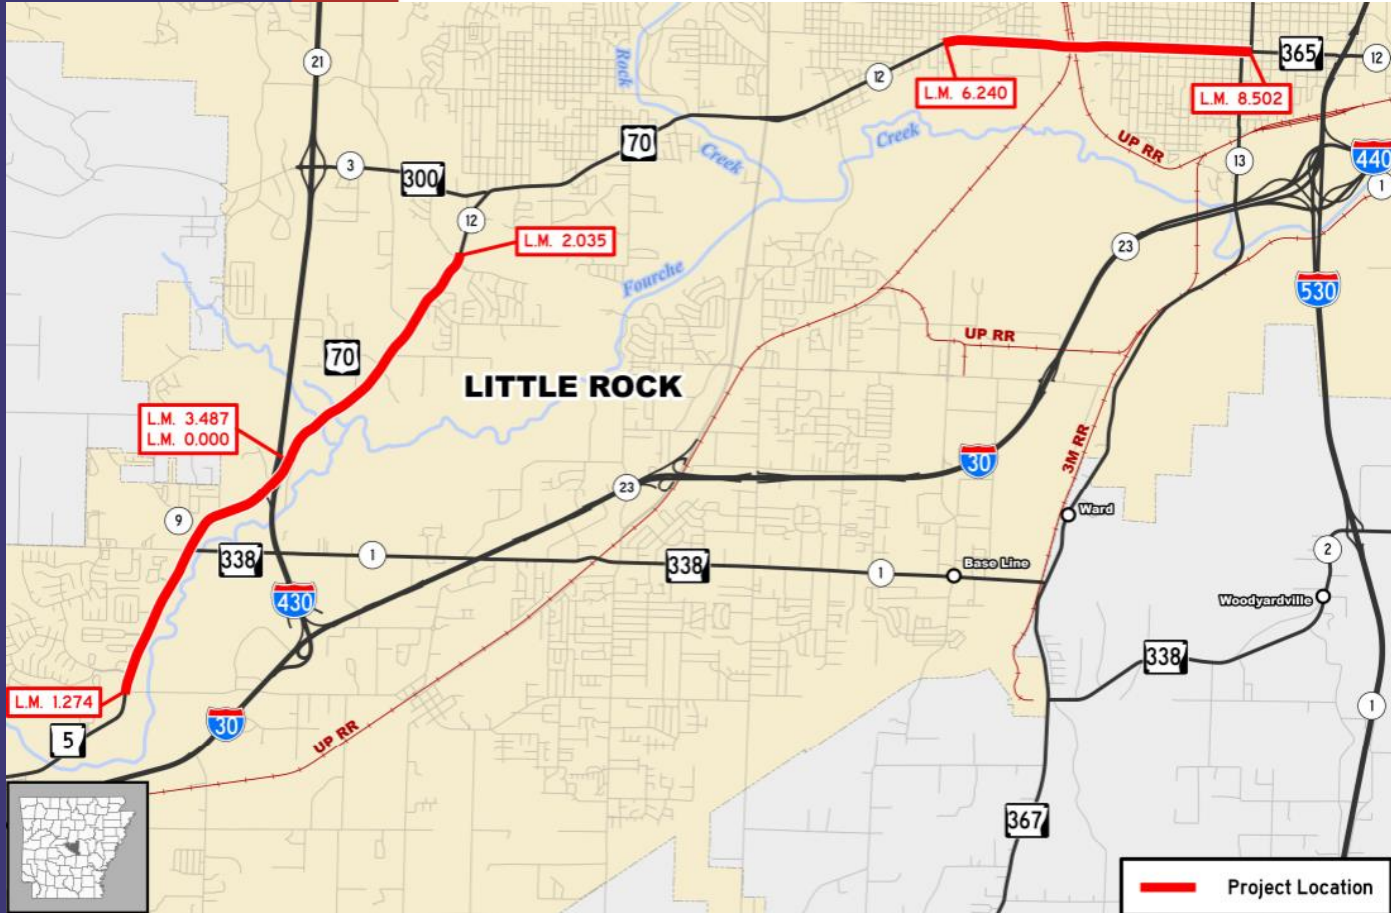 21
Rock
Creek
Creek
Fourche
12
L.M. 6.240
L.M. 8.502
365
12
70
UP RR
440
1
13
3
300
12
L.M. 2.035
23
530
70
UP RR
LITTLE ROCK
L.M. 3.487
L.M. 0.000
30
3M RR
23
9
Ward
338
1
338
1
Base Line
2
430
Woodyardville
338
L.M. 1.274
5
30
UP RR
1
367
Project Location